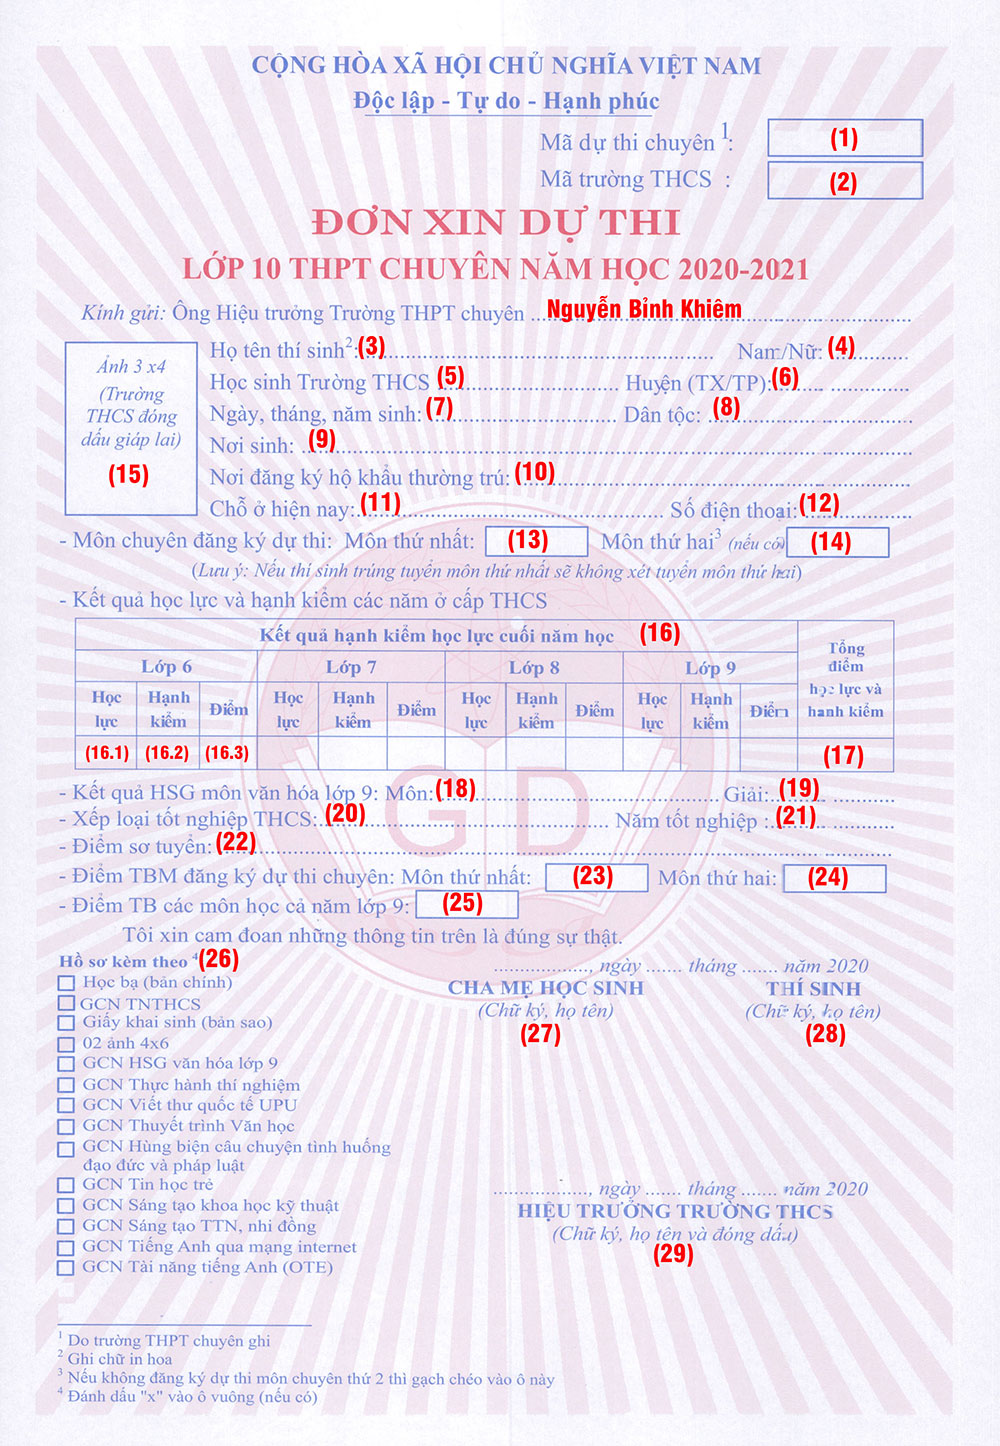 CỘNG HÒA XÃ HỘI CHỦ NGHĨA VIỆT NAM
Độc lập - Tự do - Hạnh phúc
Mã dự thi chuyên 1: (1)
Mã trường THCS : (2)
ĐƠN XIN DỰ THI
LỚP 10 THPT CHUYÊN NĂM HỌC 2020-2021
Kính gửi: Ông Hiệu trưởng Trường THPT chuyên ... Nguyễn Bỉnh Khiêm
Ảnh 3 x4
(Trường
THCS đóng
dấu giáp lai)
(15)
Họ tên thí sinh2: (3) Nam/Nữ: (4)
Học sinh Trường THCS (5) Huyện (TX/TP): (6)
Ngày, tháng, năm sinh: (7) Dân tộc: (8)
Nơi sinh: (9)
Nơi đăng ký hộ khẩu thường trú: (10)
Chỗ ở hiện nay: (11) Số điện thoại: (12)
- Môn chuyên đăng ký dự thi: Môn thứ nhất: (13) Môn thứ hai3 (nếu có) (14)
(Lưu ý: Nếu thí sinh trúng tuyển môn thứ nhất sẽ không xét tuyển môn thứ hai)
- Kết quả học lực và hạnh kiểm các năm ở cấp THCS
Kết quả hạnh kiểm học lực cuối năm học (16)
Tổng điểm học lực và hạnh kiểm
Lớp 6 Lớp 7 Lớp 8 Lớp 9
Học lực Hạnh kiểm Điểm Học lực Hạnh kiểm Điểm Học lực Hạnh kiểm Điểm Học lực Hạnh kiểm Điểm
(16.1) (16.2) (16.3) (17)
- Kết quả HSG môn văn hóa lớp 9: Môn: (18) Giải: (19)
- Xếp loại tốt nghiệp THCS: (20) Năm tốt nghiệp : (21)
- Điểm sơ tuyển: (22)
- Điểm TBM đăng ký dự thi chuyên: Môn thứ nhất: (23) Môn thứ hai: (24)
- Điểm TB các môn học cả năm lớp 9: (25)
Tôi xin cam đoan những thông tin trên là đúng sự thật.
Hồ sơ kèm theo 4 (26)
Học bạ (bản chính)
GCN TNTHCS
Giấy khai sinh (bản sao)
02 ảnh 4x6
GCN HSG văn hóa lớp 9
GCN Thực hành thí nghiệm
GCN Viết thư quốc tế UPU
GCN Thuyết trình Văn học
GCN Hùng biện câu chuyện tình huống
đạo đức và pháp luật
GCN Tin học trẻ
GCN Sáng tạo khoa học kỹ thuật
GCN Sáng tạo TTN, nhi đồng
GCN Tiếng Anh qua mạng internet
GCN Tài năng tiếng Anh (OTE)
................, ngày ....... tháng ....... năm 2020
CHA MẸ HỌC SINH THÍ SINH
(Chữ ký, họ tên) (Chữ ký, họ tên)
(27) (28)
................, ngày ....... tháng ....... năm 2020
HIỆU TRƯỞNG TRƯỜNG THCS
(Chữ ký, họ tên và đóng dấu)
(29)
GD
1 Do trường THPT chuyên ghi
2 Ghi chữ in hoa
3 Nếu không đăng ký dự thi môn chuyên thứ 2 thì gạch chéo vào ô này
4 Đánh dấu "x" vào ô vuông (nếu có)